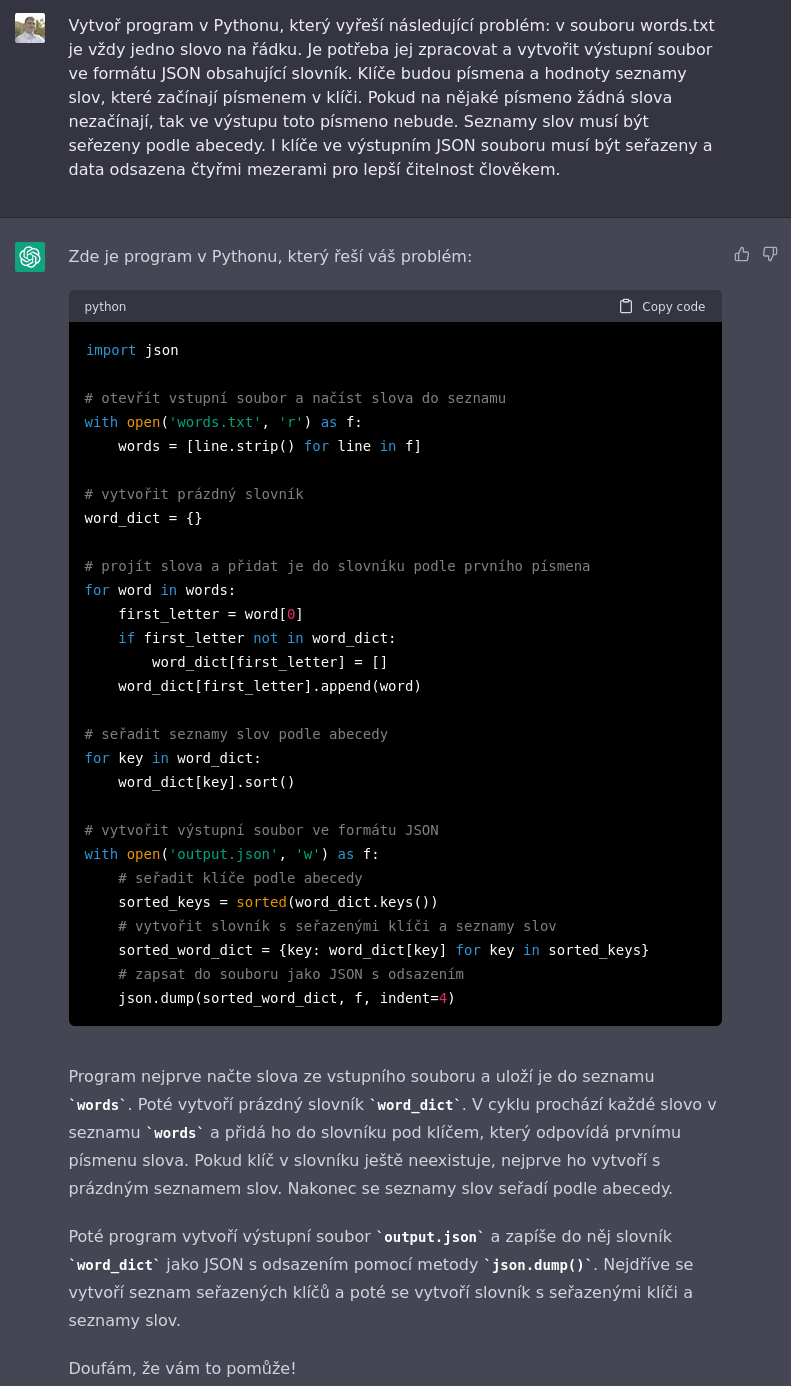 Vytvoř program v Pythonu, který vyřeší následující problém: v souboru words.txt
je vždy jedno slovo na řádku. Je potřeba jej zpracovat a vytvořit výstupní soubor
ve formátu JSON obsahující slovník. Klíče budou písmena a hodnoty seznamy
slov, které začínají písmenem v klíči. Pokud na nějaké písmeno žádná slova
nezačínají, tak ve výstupu toto písmeno nebude. Seznamy slov musí být
seřezeny podle abecedy. I klíče ve výstupním JSON souboru musí být seřazeny a
data odsazena čtyřmi mezerami pro lepší čitelnost člověkem.
Zde je program v Pythonu, který řeší váš problém:
python Copy code
import json
# otevřít vstupní soubor a načíst slova do seznamu
with open('words.txt', 'r') as f:
    words = [line.strip() for line in f]
# vytvořit prázdný slovník
word_dict = {}
# projít slova a přidat je do slovníku podle prvního písmena
for word in words:
    first_letter = word[0]
    if first_letter not in word_dict:
        word_dict[first_letter] = []
    word_dict[first_letter].append(word)
# seřadit seznamy slov podle abecedy
for key in word_dict:
    word_dict[key].sort()
# vytvořit výstupní soubor ve formátu JSON
with open('output.json', 'w') as f:
    # seřadit klíče podle abecedy
    sorted_keys = sorted(word_dict.keys())
    # vytvořit slovník s seřazenými klíči a seznamy slov
    sorted_word_dict = {key: word_dict[key] for key in sorted_keys}
    # zapsat do souboru jako JSON s odsazením
    json.dump(sorted_word_dict, f, indent=4)
Program nejprve načte slova ze vstupního souboru a uloží je do seznamu
`words`. Poté vytvoří prázdný slovník `word_dict`. V cyklu prochází každé slovo v
seznamu `words` a přidá ho do slovníku pod klíčem, který odpovídá prvnímu
písmenu slova. Pokud klíč v slovníku ještě neexistuje, nejprve ho vytvoří s
prázdným seznamem slov. Nakonec se seznamy slov seřadí podle abecedy.
Poté program vytvoří výstupní soubor `output.json` a zapíše do něj slovník
`word_dict` jako JSON s odsazením pomocí metody `json.dump()`. Nejdříve se
vytvoří seznam seřazených klíčů a poté se vytvoří slovník s seřazenými klíči a
seznamy slov.
Doufám, že vám to pomůže!